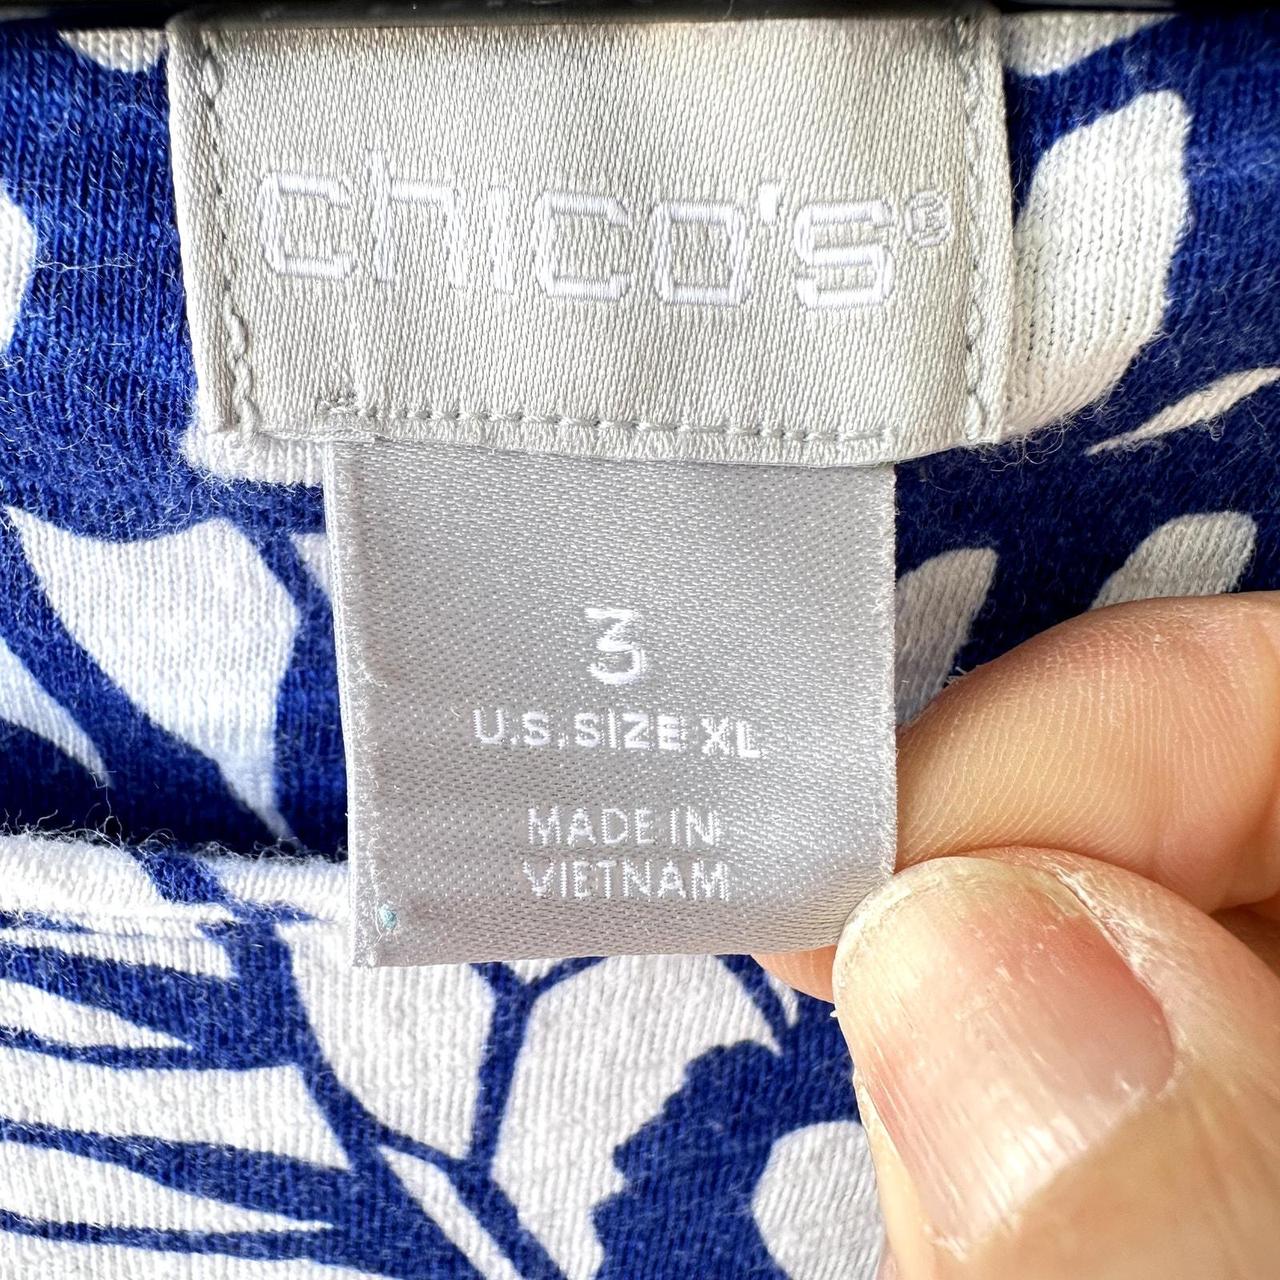 chico's®
3
U.S. SIZE XL
MADE IN
VIETNAM